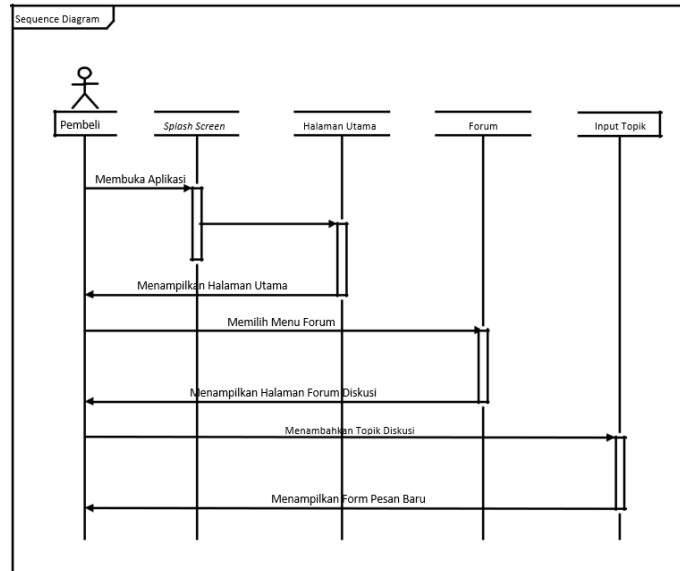 Sequence Diagram
Pembeli
Splash Screen
Halaman Utama
Forum
Input Topik
Membuka Aplikasi
Menampilkan Halaman Utama
Memilih Menu Forum
Menampilkan Halaman Forum Diskusi
Menambahkan Topik Diskusi
Menampilkan Form Pesan Baru